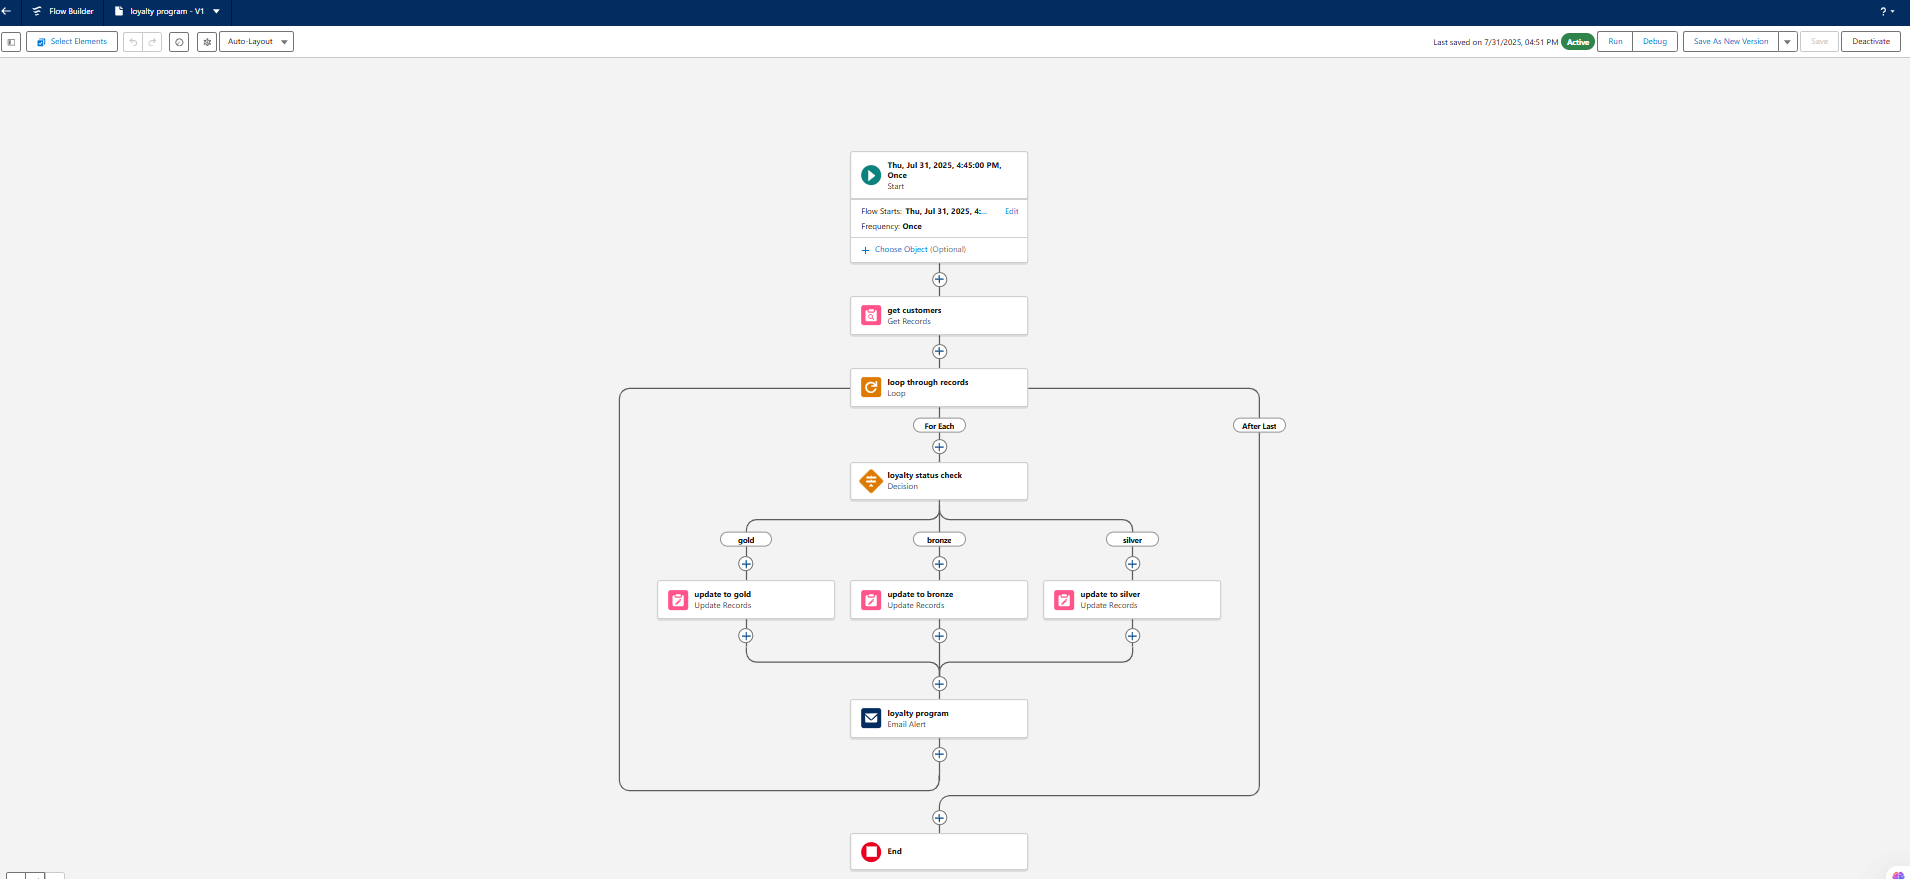 Flow Builder
loyalty program - V1
?
Select Elements
Auto-Layout
Last saved on 7/31/2025, 04:51 PM
Active
Run
Debug
Save As New Version
Save
Deactivate
Thu, Jul 31, 2025, 4:45:00 PM,
Once
Start
Flow Starts: Thu, Jul 31, 2025, 4:...
Edit
Frequency: Once
Choose Object (Optional)
get customers
Get Records
loop through records
Loop
For Each
After Last
loyalty status check
Decision
gold
bronze
silver
update to gold
Update Records
update to bronze
Update Records
update to silver
Update Records
loyalty program
Email Alert
End